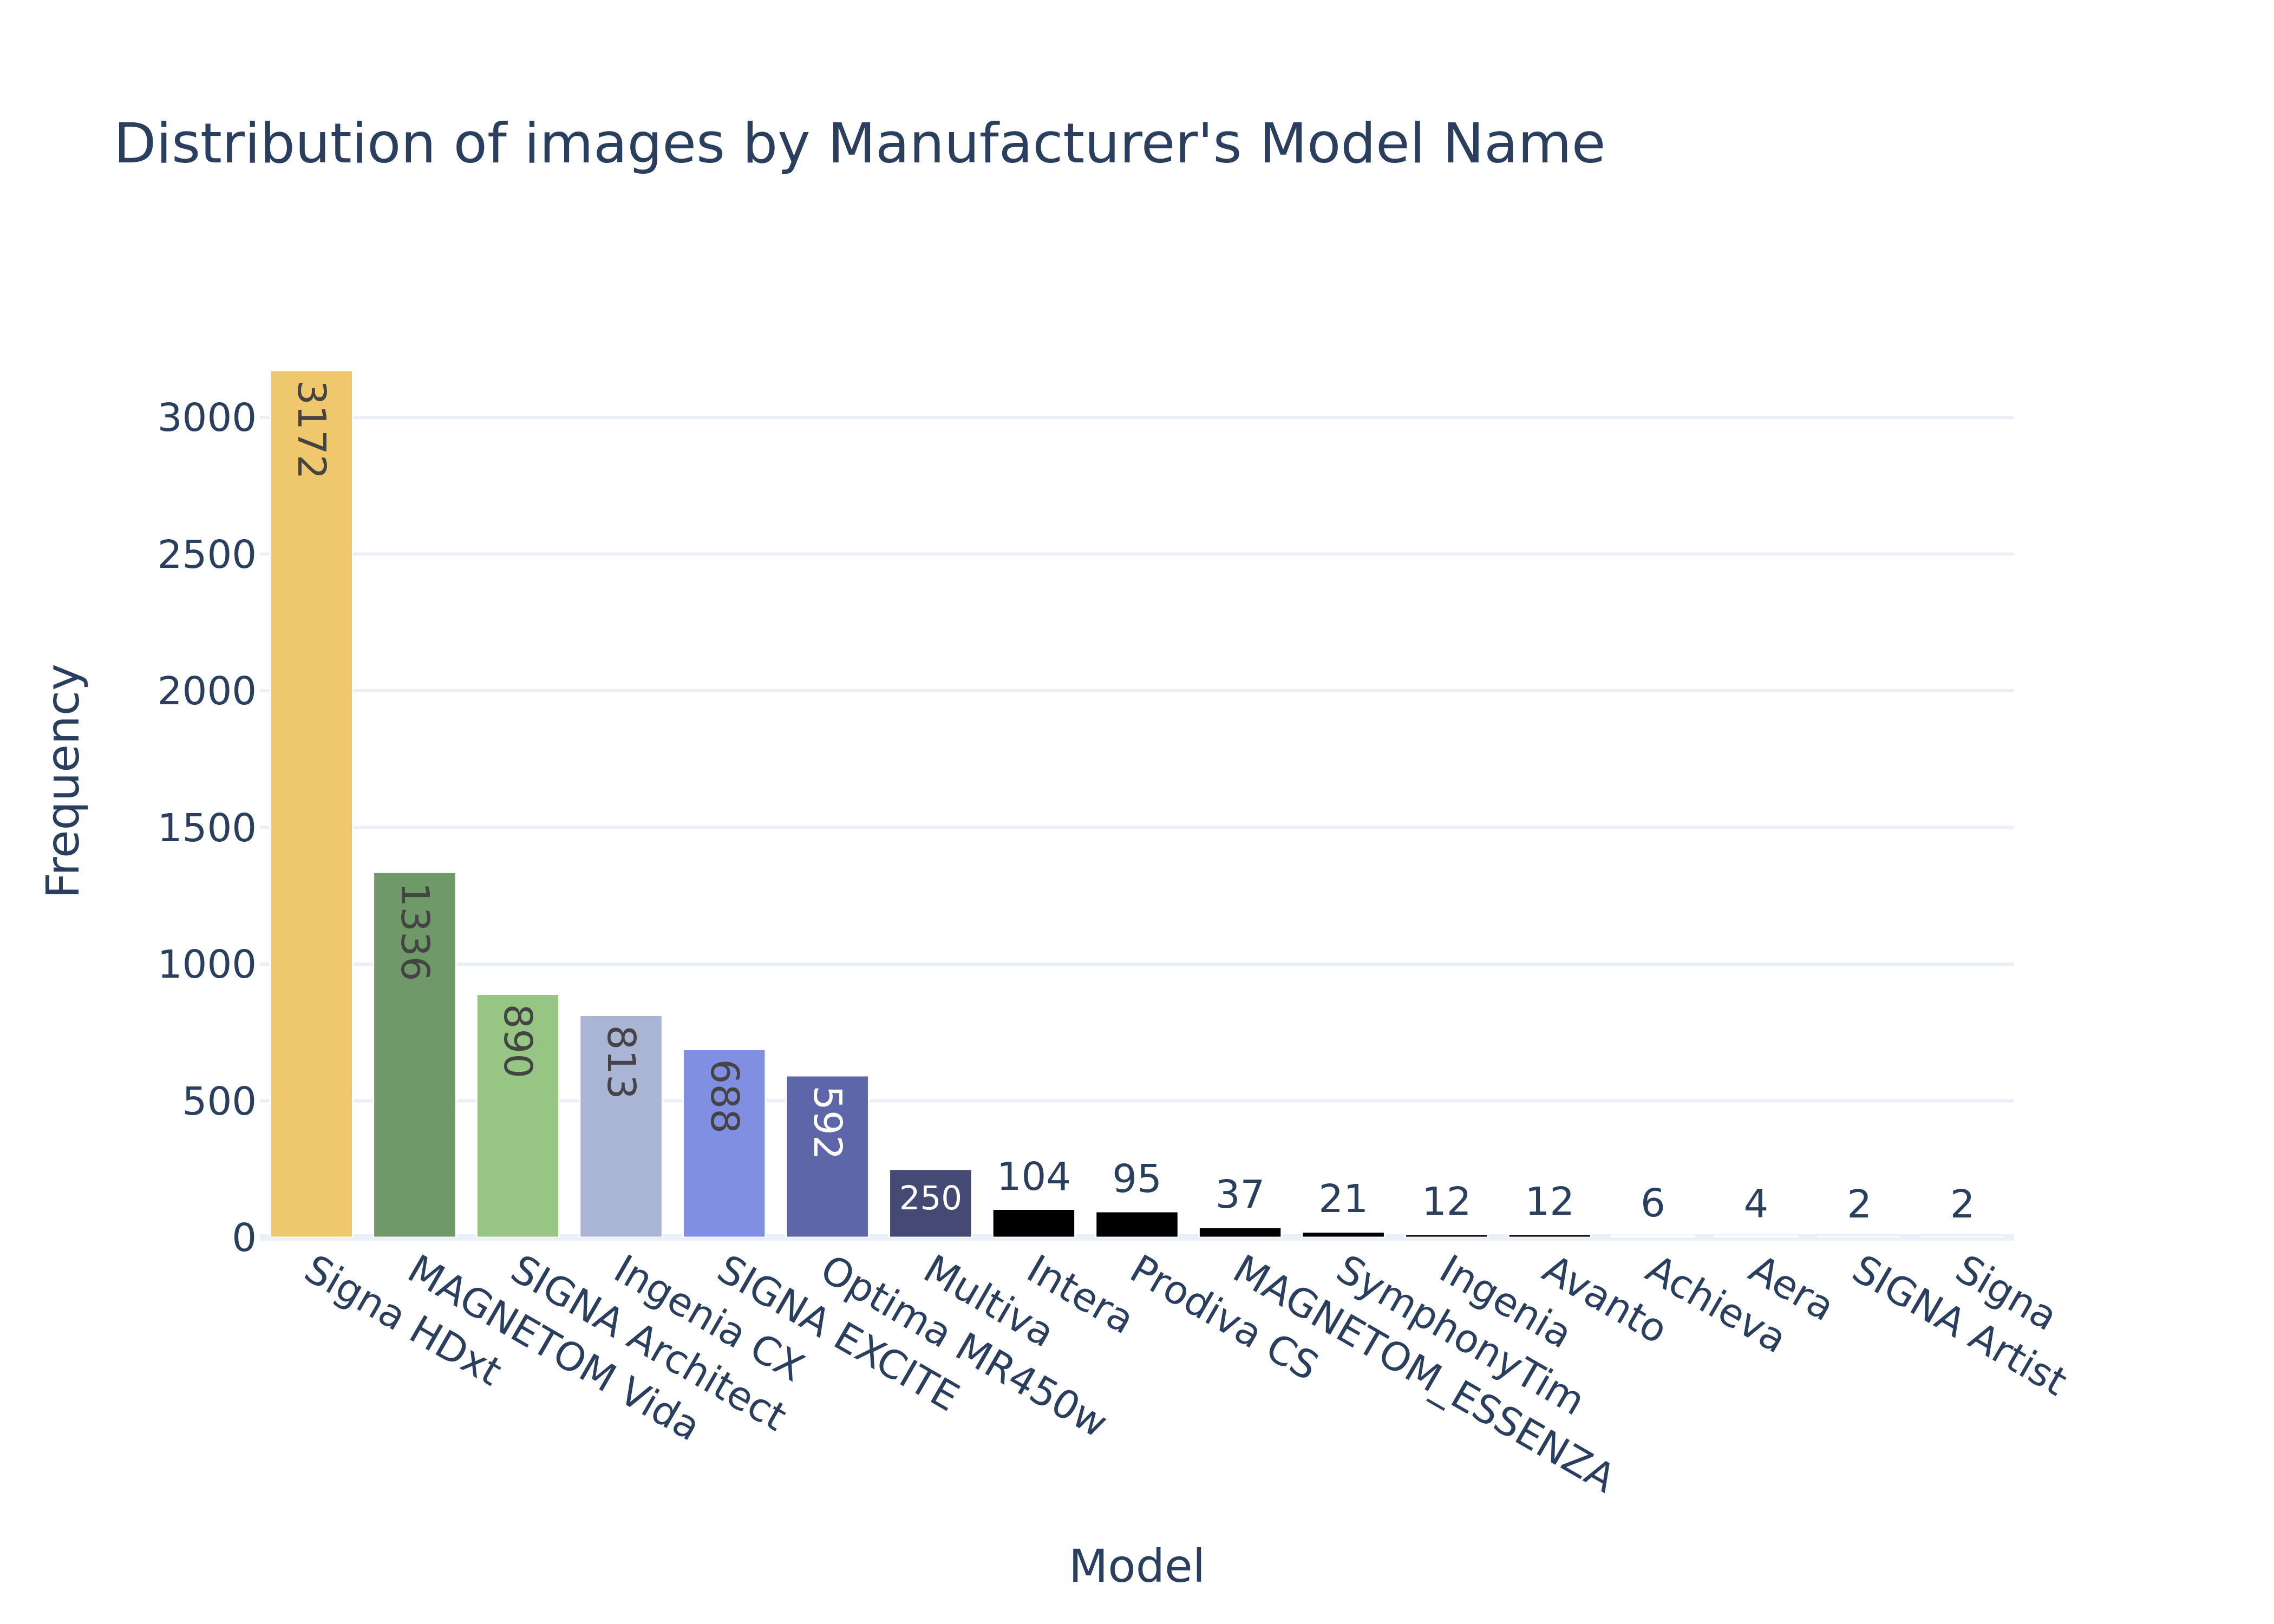 Distribution of images by Manufacturer's Model Name
Frequency
3000
2500
2000
1500
1000
500
0
3172
1336
890
813
688
592
250
104
95
37
21
12
12
6
4
2
2
Signa HDxt
MAGNETOM Vida
SIGNA Architect
Ingenia CX
SIGNA EXCITE
Optima MR450w
Multiva
Intera
Prodiva CS
MAGNETOM_ESSENZA
SymphonyTim
Ingenia
Avanto
Achieva
Aera
SIGNA Artist
Signa
Model